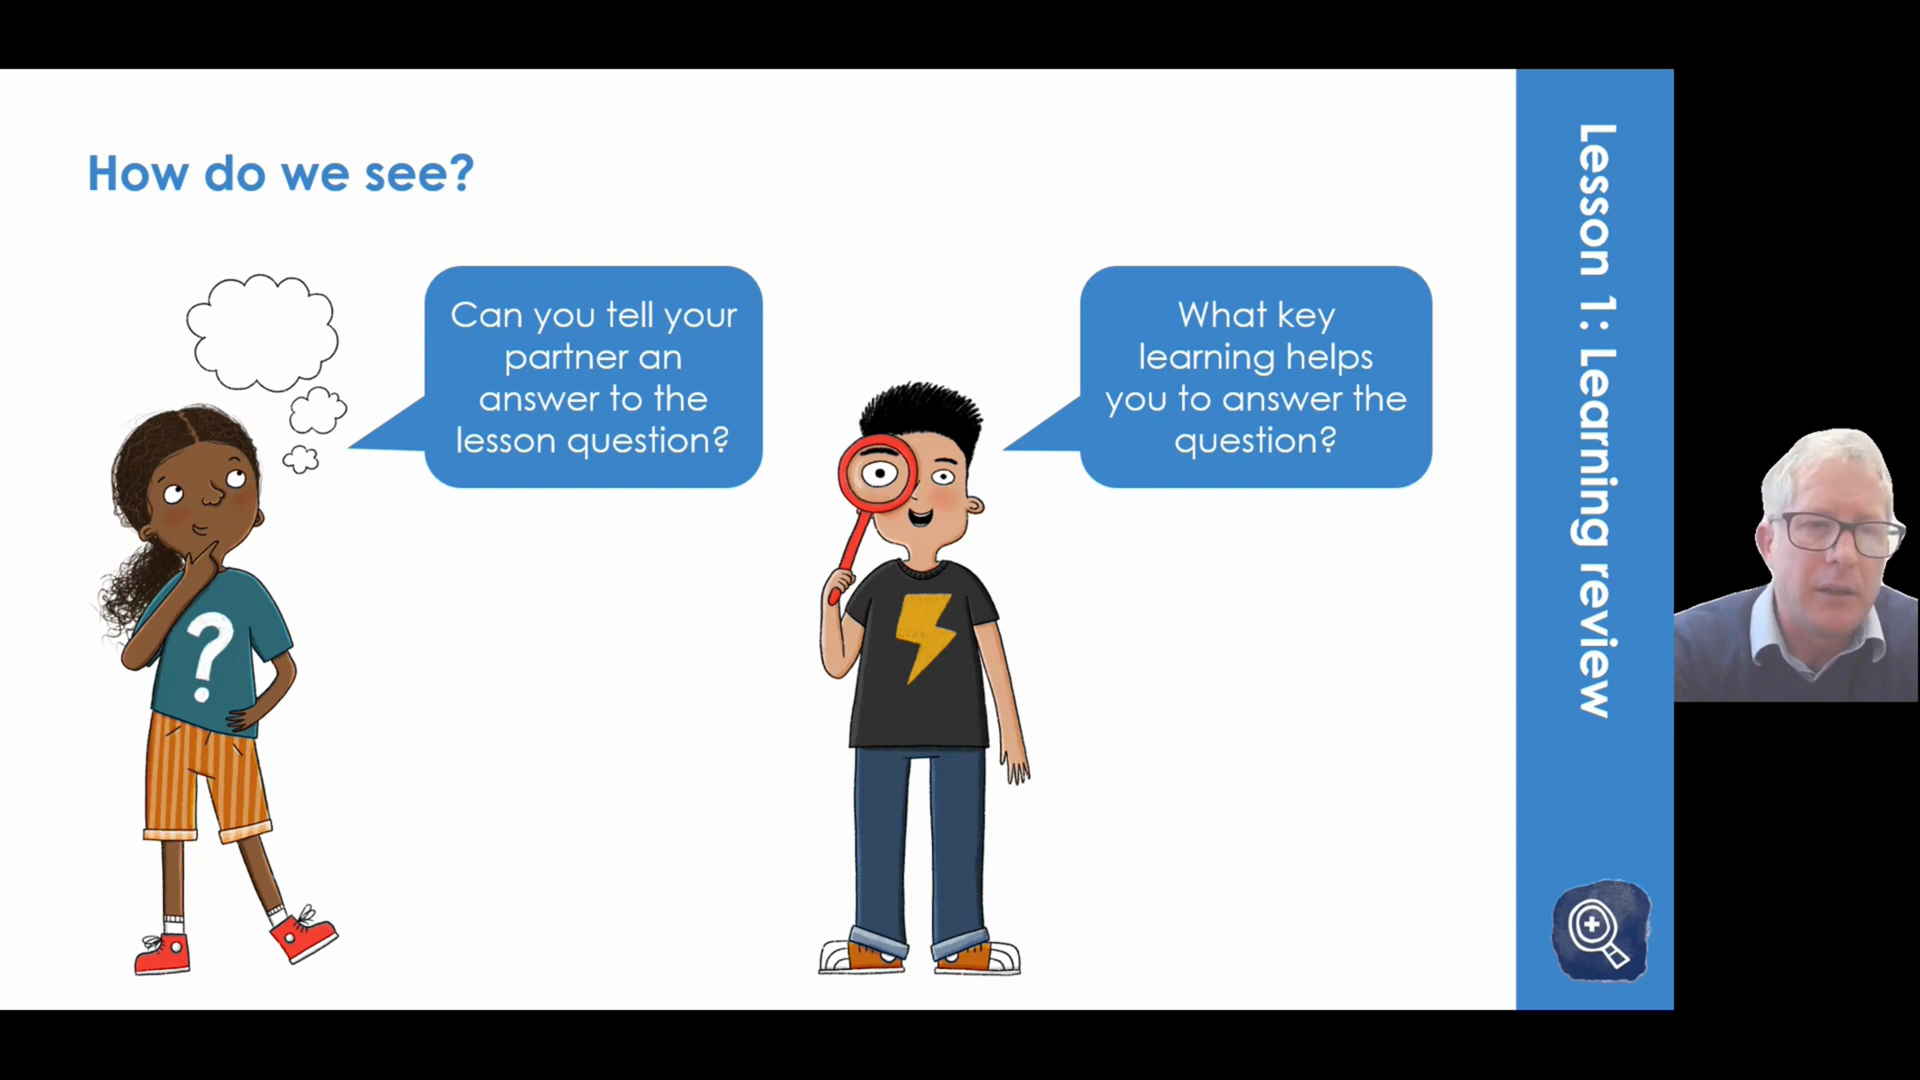 How do we see?
Can you tell your
partner an
answer to the
lesson question?
What key
learning helps
you to answer the
question?
?
Lesson 1: Learning review